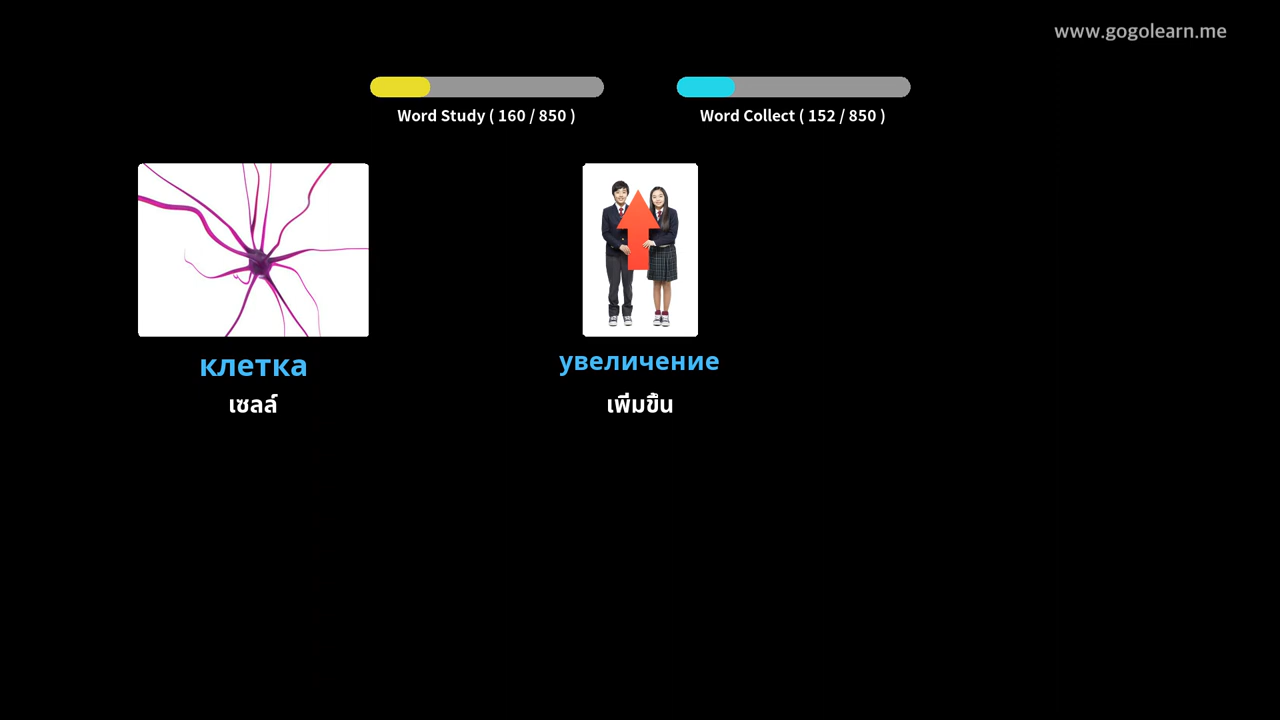 www.gogolearn.me
Word Study ( 160 / 850 )
Word Collect ( 152 / 850 )
клетка
увеличение
เซลล์
เพิ่มขึ้น